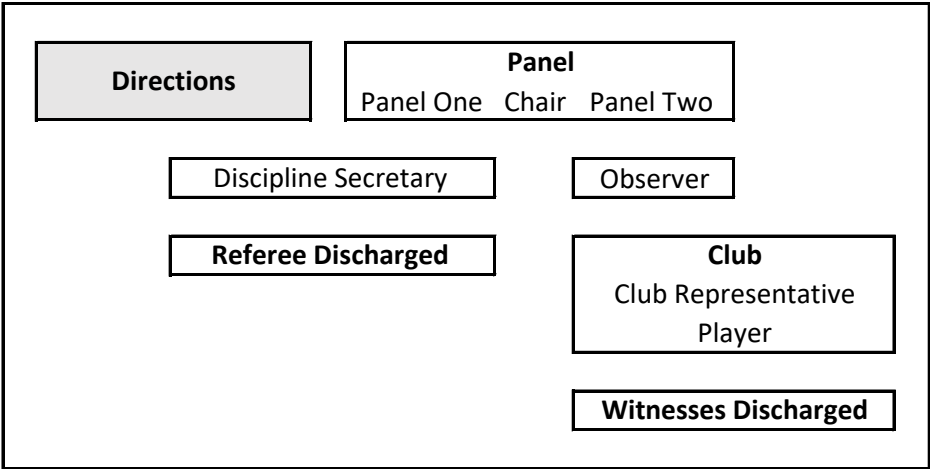 Directions
Panel
Panel One Chair Panel Two
Discipline Secretary
Observer
Referee Discharged
Club
Club Representative
Player
Witnesses Discharged